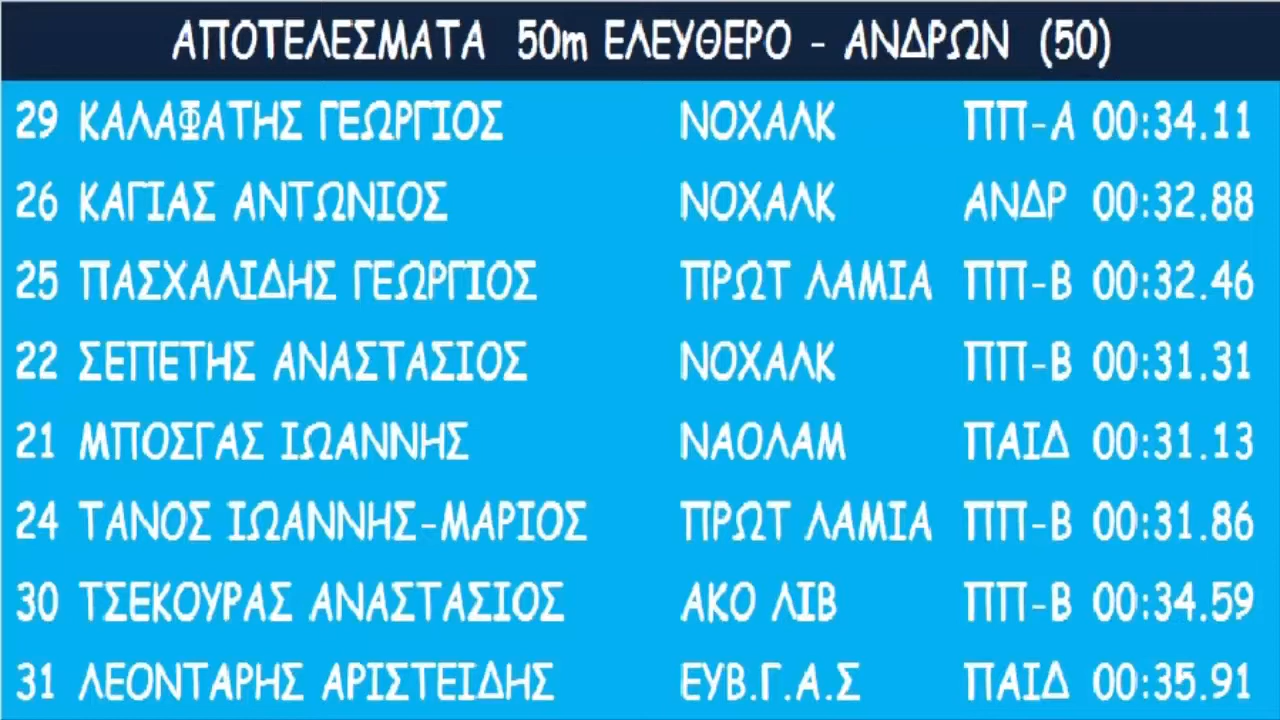 ΑΠΟΤΕΛΕΣΜΑΤΑ 50m ΕΛΕΥΘΕΡΟ - ΑΝΔΡΩΝ (50)
29 ΚΑΛΑΦΑΤΗΣ ΓΕΩΡΓΙΟΣ ΝΟΧΑΛΚ ΠΠ-Α 00:34.11
26 ΚΑΓΙΑΣ ΑΝΤΩΝΙΟΣ ΝΟΧΑΛΚ ΑΝΔΡ 00:32.88
25 ΠΑΣΧΑΛΙΔΗΣ ΓΕΩΡΓΙΟΣ ΠΡΩΤ ΛΑΜΙΑ ΠΠ-Β 00:32.46
22 ΣΕΠΕΤΗΣ ΑΝΑΣΤΑΣΙΟΣ ΝΟΧΑΛΚ ΠΠ-Β 00:31.31
21 ΜΠΟΣΓΑΣ ΙΩΑΝΝΗΣ ΝΑΟΛΑΜ ΠΑΙΔ 00:31.13
24 ΤΑΝΟΣ ΙΩΑΝΝΗΣ-ΜΑΡΙΟΣ ΠΡΩΤ ΛΑΜΙΑ ΠΠ-Β 00:31.86
30 ΤΣΕΚΟΥΡΑΣ ΑΝΑΣΤΑΣΙΟΣ ΑΚΟ ΛΙΒ ΠΠ-Β 00:34.59
31 ΛΕΟΝΤΑΡΗΣ ΑΡΙΣΤΕΙΔΗΣ ΕΥΒ.Γ.Α.Σ ΠΑΙΔ 00:35.91